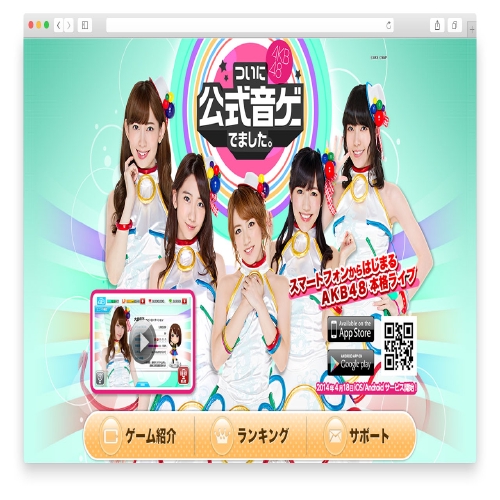 AKB
48
ついに
公式音ゲー
でました。
スマートフォンからはじまる
AKB48 本格ライブ
Available on the
App Store
ANDROID APP ON
Google play
2014年4月18日 iOS/Android サービス開始!
ゲーム紹介
ランキング
サポート